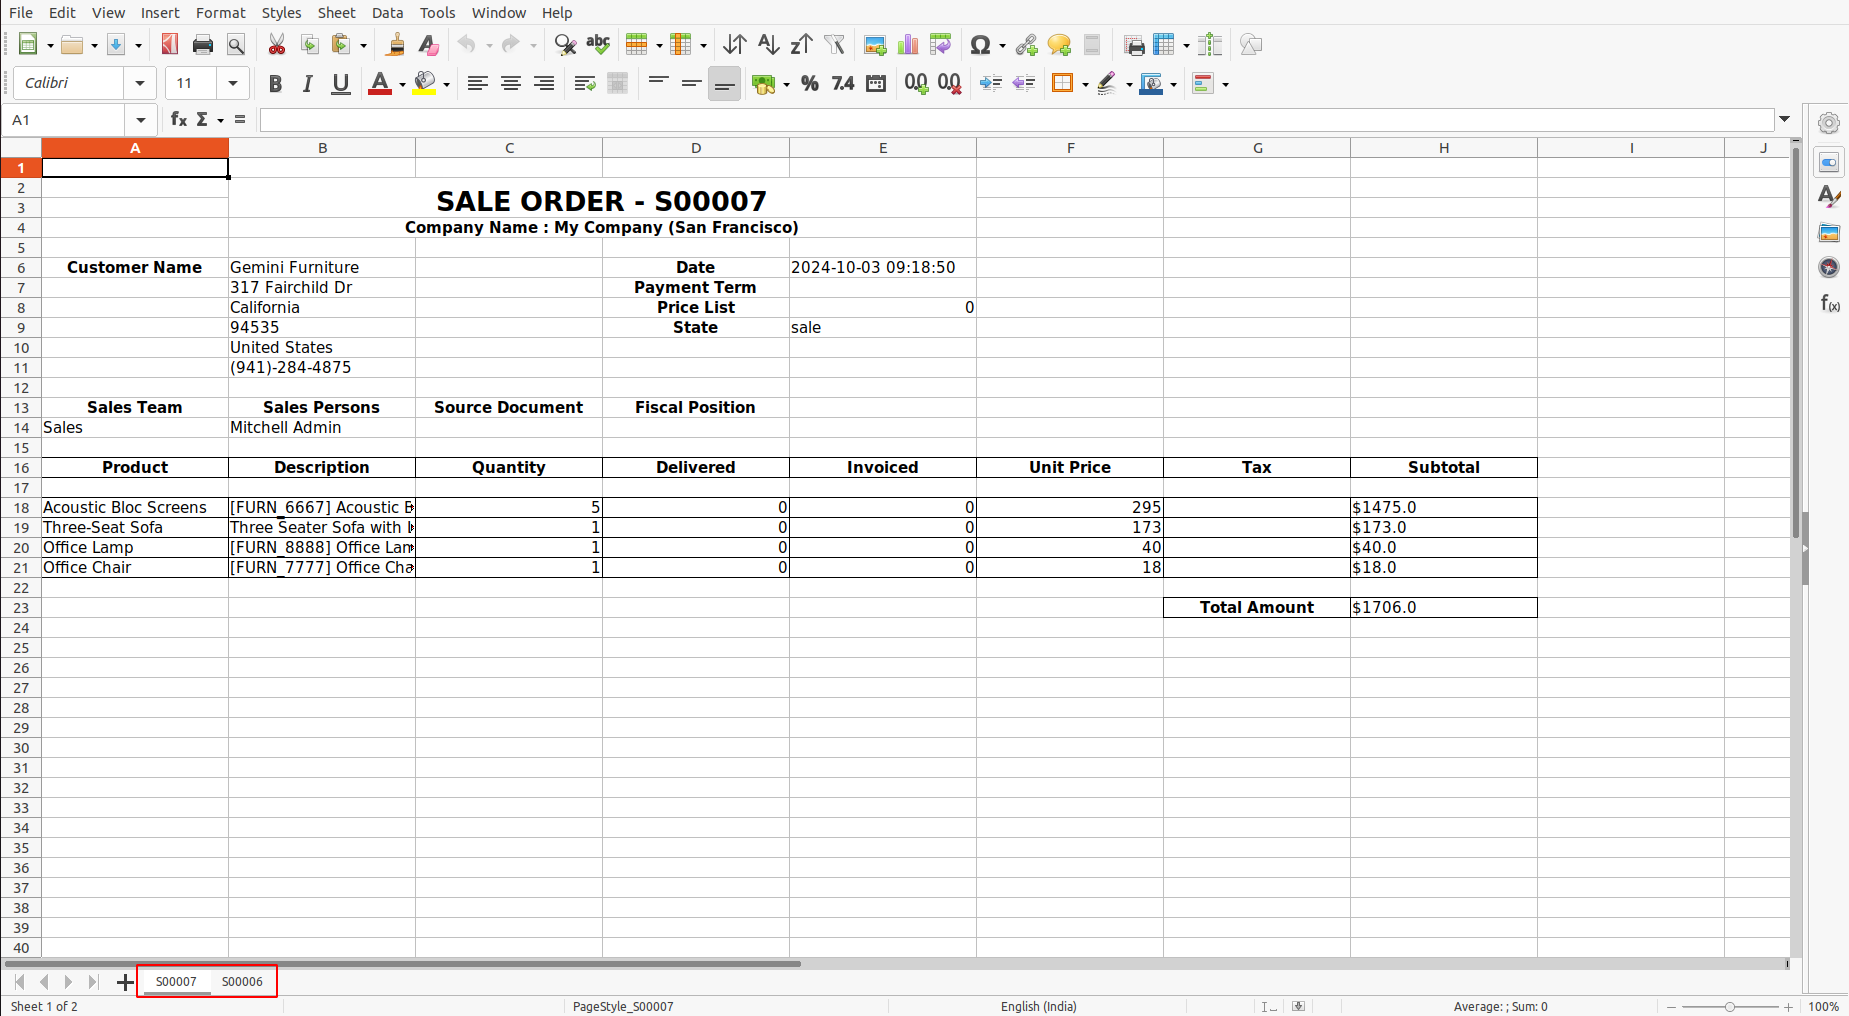 File Edit View Insert Format Styles Sheet Data Tools Window Help
Calibri 11
A1
A B C D E F G H I J
1
2
3 SALE ORDER - S00007
4 Company Name : My Company (San Francisco)
5
6 Customer Name Gemini Furniture Date 2024-10-03 09:18:50
7 317 Fairchild Dr Payment Term
8 California Price List 0
9 94535 State sale
10 United States
11 (941)-284-4875
12
13 Sales Team Sales Persons Source Document Fiscal Position
14 Sales Mitchell Admin
15
16 Product Description Quantity Delivered Invoiced Unit Price Tax Subtotal
17
18 Acoustic Bloc Screens [FURN_6667] Acoustic 5 0 0 295 $1475.0
19 Three-Seat Sofa Three Seater Sofa with 1 0 0 173 $173.0
20 Office Lamp [FURN_8888] Office Lam 1 0 0 40 $40.0
21 Office Chair [FURN_7777] Office Cha 1 0 0 18 $18.0
22
23 Total Amount $1706.0
24
25
26
27
28
29
30
31
32
33
34
35
36
37
38
39
40
S00007 S00006
Sheet 1 of 2 PageStyle_S00007 English (India) Average: ; Sum: 0 100%